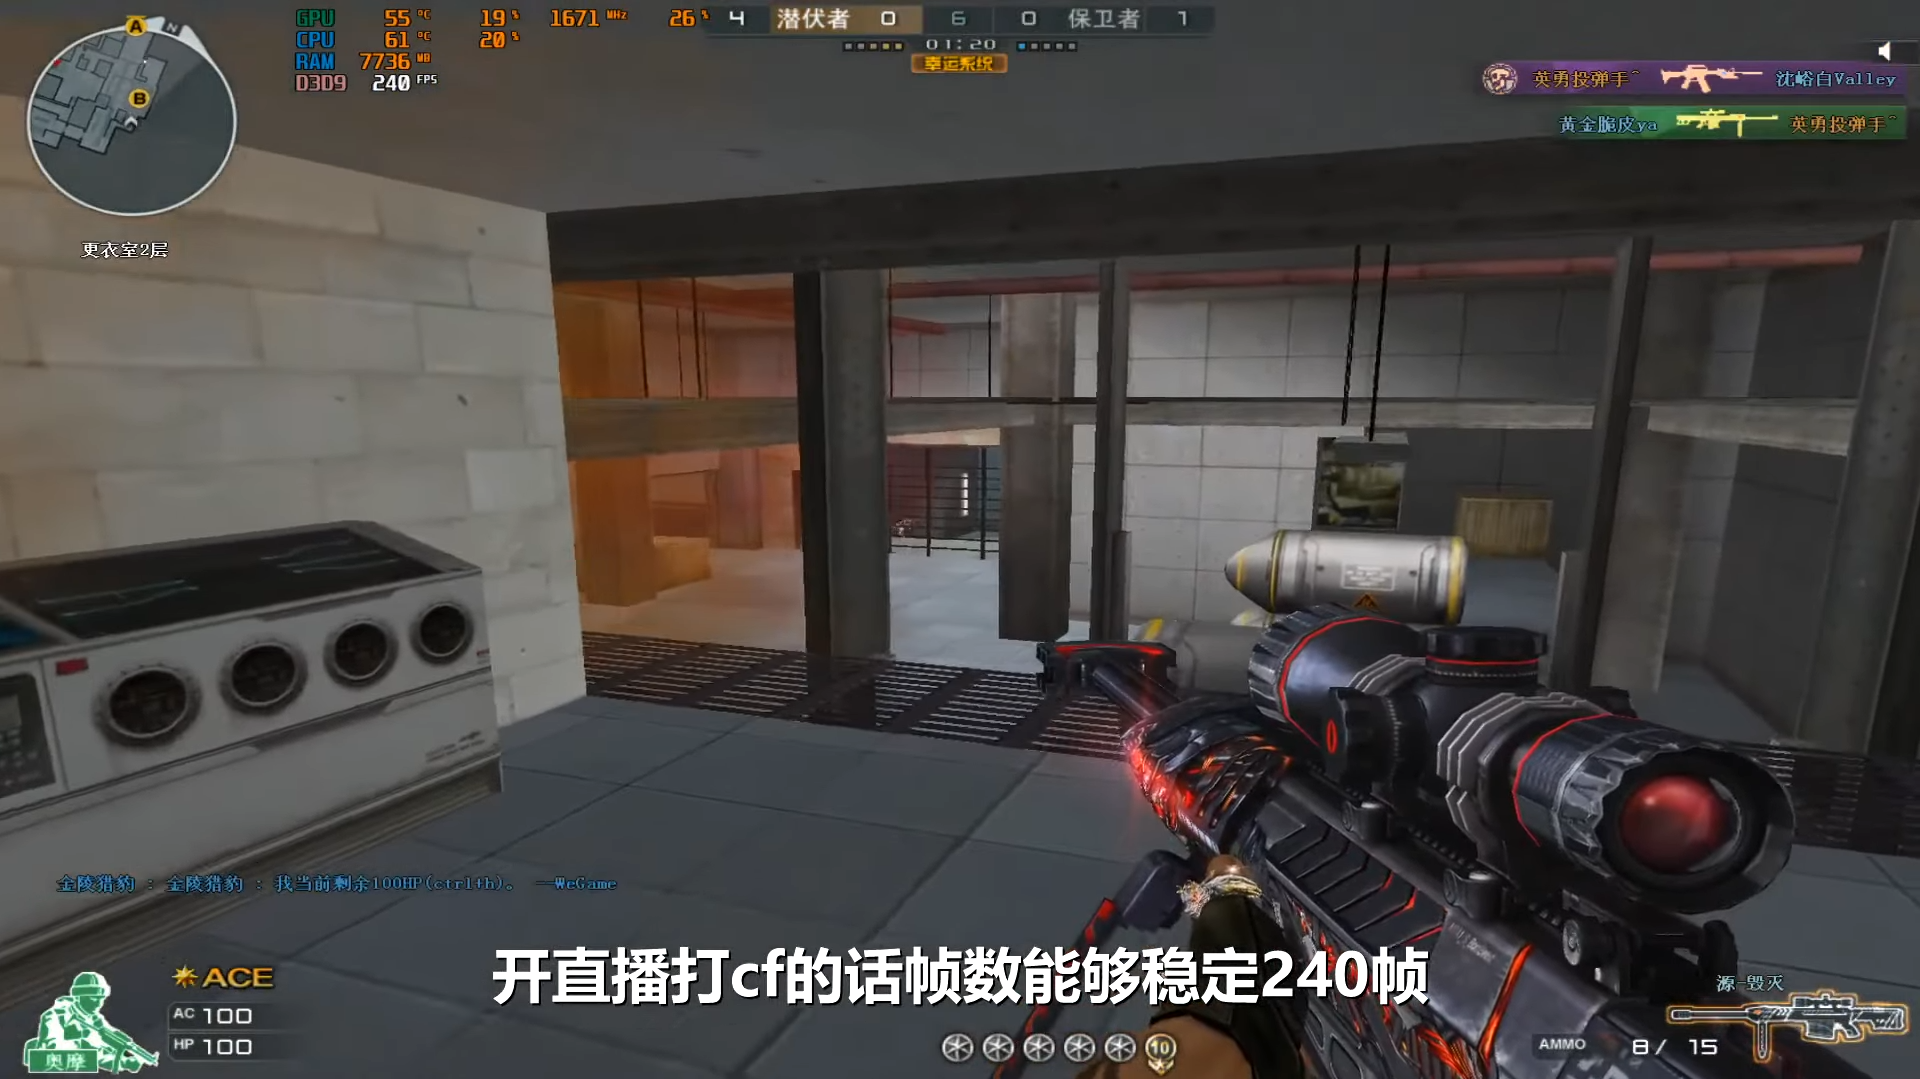 GPU 55 °C 19 % 1671 MHz 26 %
CPU 61 °C 20 %
RAM 7736 MB
D3D9 240 FPS
4 潜伏者 0 6 0 保卫者 1
01:20
幸运系统
A
N
B
英勇投弹手^ 沈峪白Valley
黄金脆皮ya 英勇投弹手^
更衣室2层
金陵猎豹 : 金陵猎豹 : 我当前剩余100HP(ctrl+h)。 —WeGame
开直播打cf的话帧数能够稳定240帧
ACE
AC 100
HP 100
奥摩
10
源-毁灭
AMMO 8/ 15